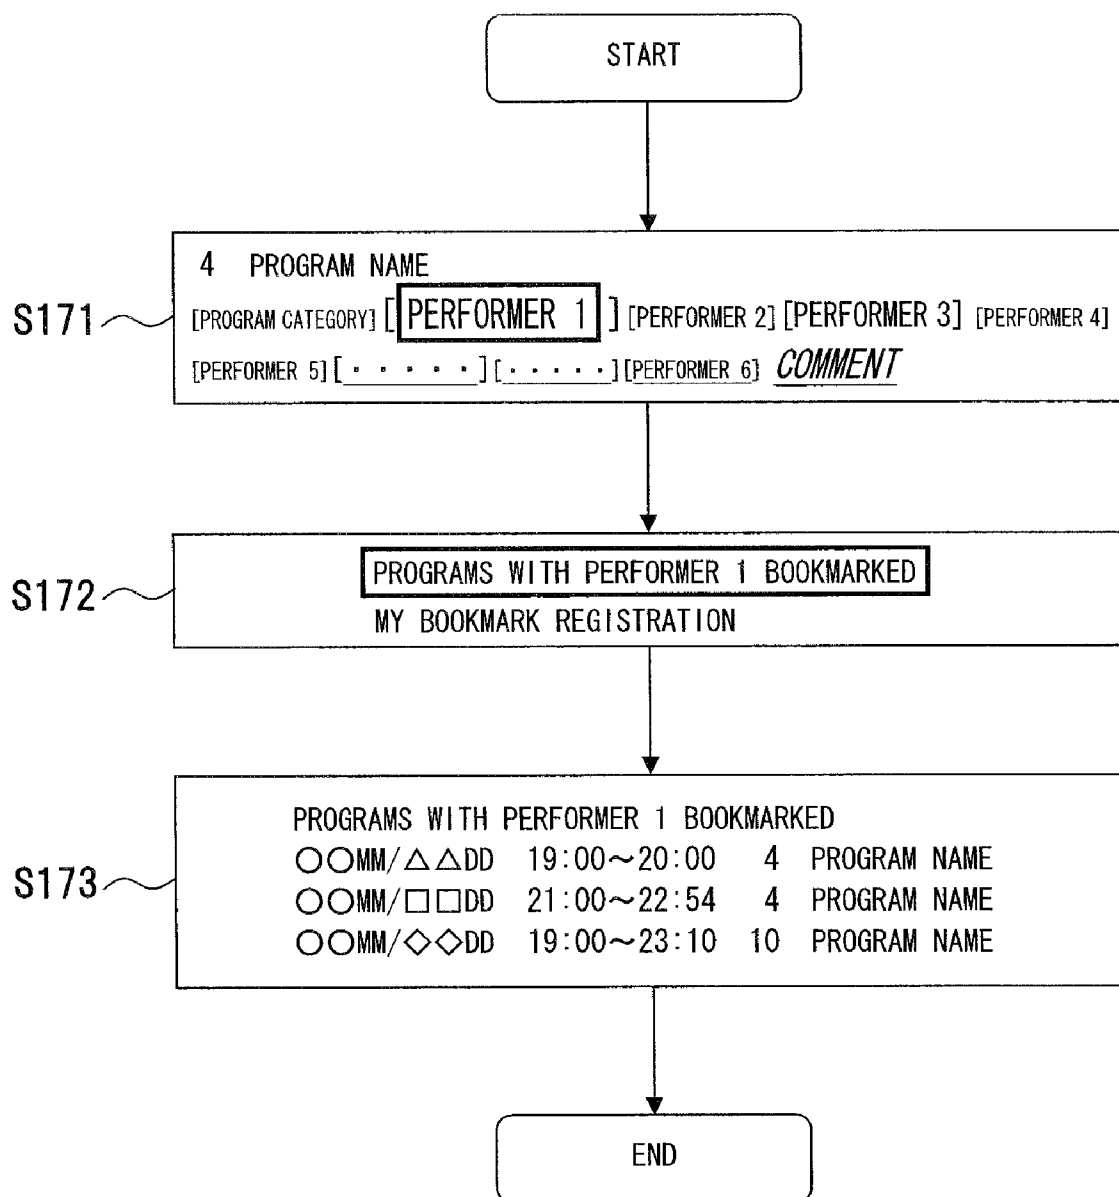 START
S171
4 PROGRAM NAME
[PROGRAM CATEGORY] [PERFORMER 1] [PERFORMER 2] [PERFORMER 3] [PERFORMER 4]
[PERFORMER 5] [· · · · ·] [· · · · ·] [PERFORMER 6] COMMENT
S172
PROGRAMS WITH PERFORMER 1 BOOKMARKED
MY BOOKMARK REGISTRATION
S173
PROGRAMS WITH PERFORMER 1 BOOKMARKED
○○MM/△△DD 19:00~20:00 4 PROGRAM NAME
○○MM/□□DD 21:00~22:54 4 PROGRAM NAME
○○MM/◇◇DD 19:00~23:10 10 PROGRAM NAME
END